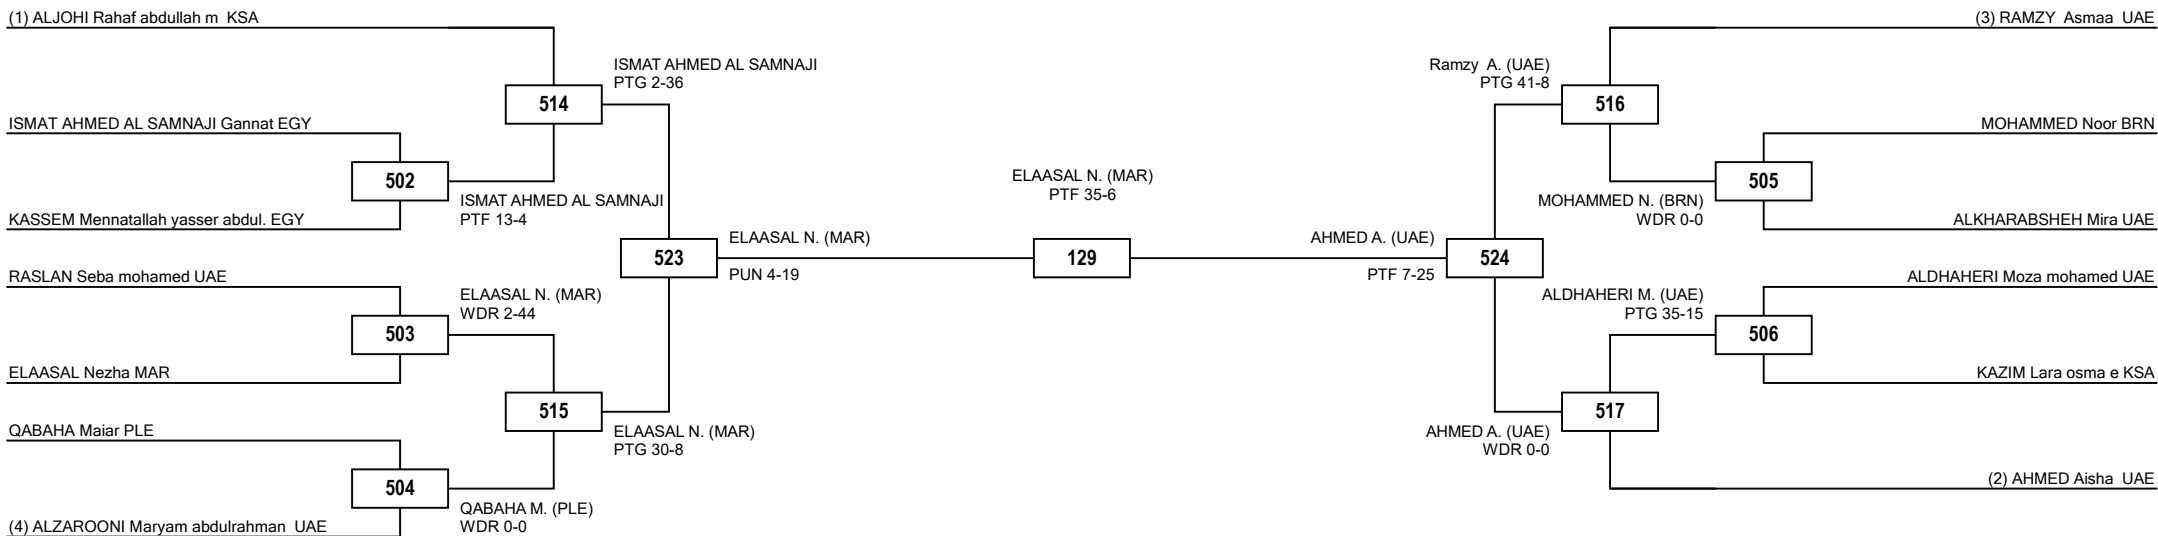 (1) ALJOHI Rahaf abdullah m  KSA
(3) RAMZY  Asmaa  UAE
ISMAT AHMED AL SAMNAJI
PTG 2-36
Ramzy  A. (UAE)
PTG 41-8
514
516
ISMAT AHMED AL SAMNAJI Gannat EGY
MOHAMMED Noor BRN
502
ELAASAL N. (MAR)
PTF 35-6
505
ISMAT AHMED AL SAMNAJI
PTF 13-4
MOHAMMED N. (BRN)
WDR 0-0
KASSEM Mennatallah yasser abdul. EGY
ALKHARABSHEH Mira UAE
523
ELAASAL N. (MAR)
PUN 4-19
129
AHMED A. (UAE)
PTF 7-25
524
RASLAN Seba mohamed UAE
ALDHAHERI Moza mohamed UAE
ELAASAL N. (MAR)
WDR 2-44
ALDHAHERI M. (UAE)
PTG 35-15
503
506
ELAASAL Nezha MAR
KAZIM Lara osma e KSA
515
517
QABAHA Maiar PLE
ELAASAL N. (MAR)
PTG 30-8
AHMED A. (UAE)
WDR 0-0
504
(2) AHMED Aisha  UAE
QABAHA M. (PLE)
WDR 0-0
(4) ALZAROONI Maryam abdulrahman  UAE